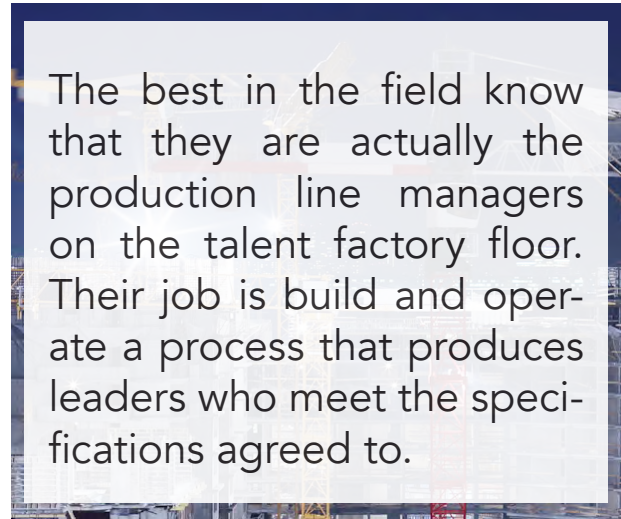 The best in the field know
that they are actually the
production line managers
on the talent factory floor.
Their job is build and oper-
ate a process that produces
leaders who meet the speci-
fications agreed to.